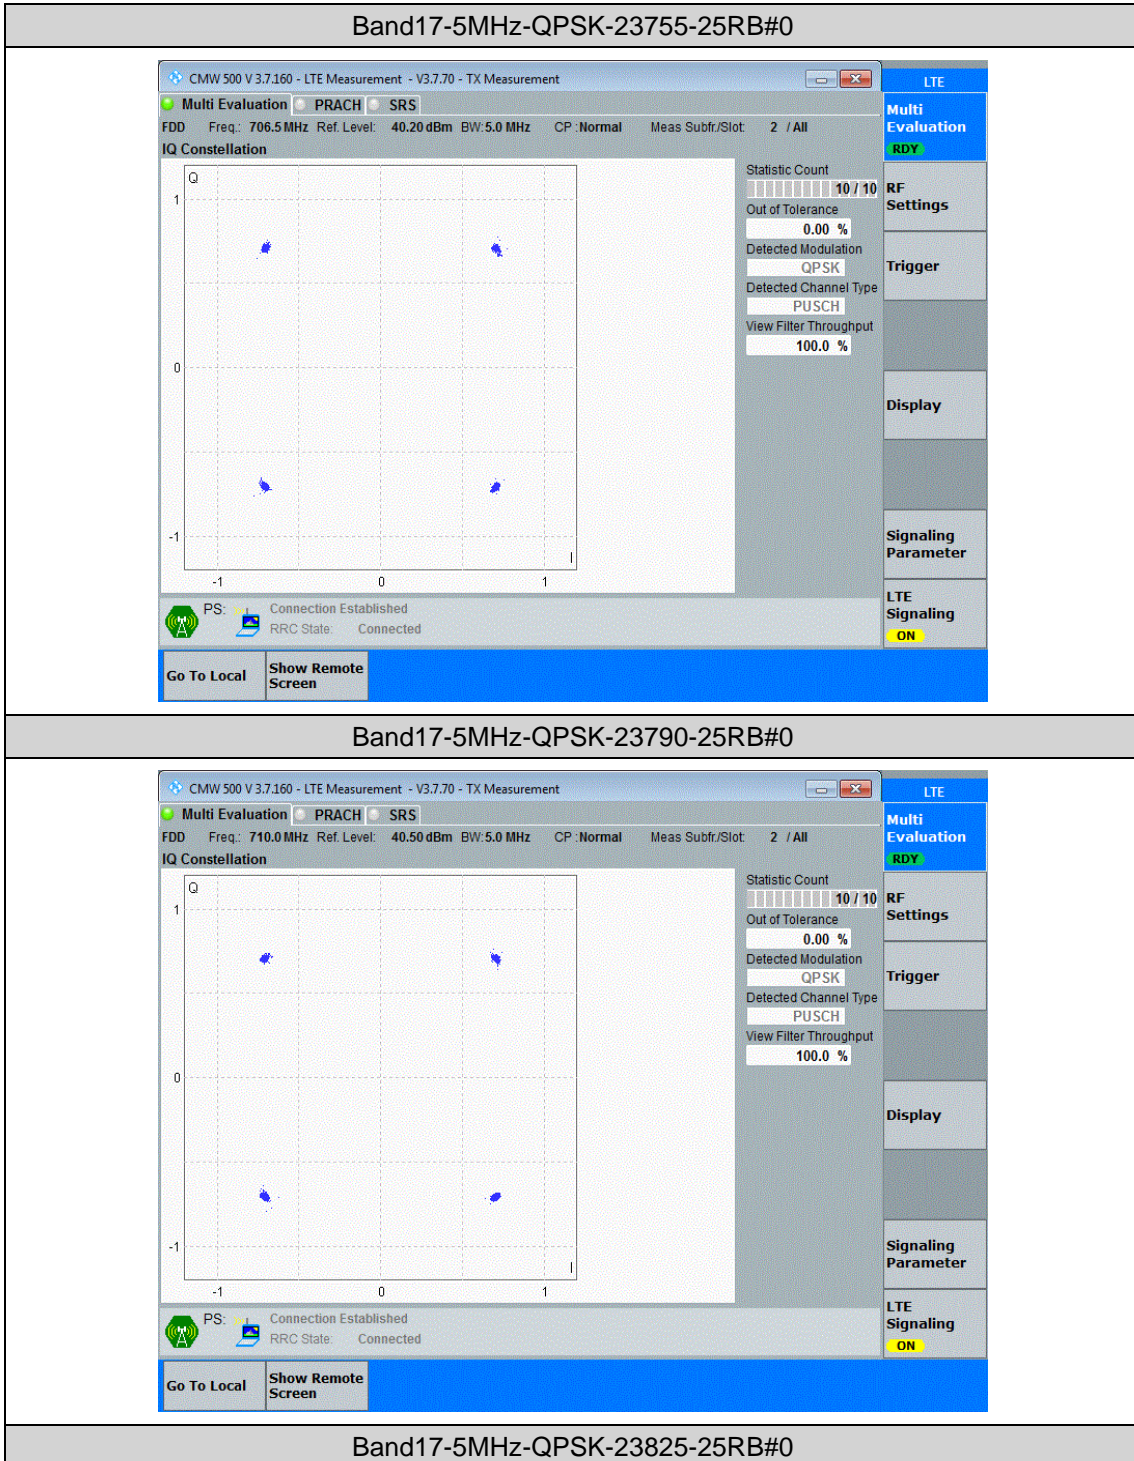 Band17-5MHz-QPSK-23755-25RB#0
CMW 500 V 3.7.160 - LTE Measurement - V3.7.70 - TX Measurement
LTE
Multi Evaluation PRACH SRS
Multi Evaluation
RDY
FDD Freq.: 706.5 MHz Ref. Level: 40.20 dBm BW: 5.0 MHz CP : Normal Meas Subfr./Slot: 2 / All
IQ Constellation
Q
1
0
-1
-1 0 1
I
Statistic Count
10 / 10
Out of Tolerance
0.00 %
Detected Modulation
QPSK
Detected Channel Type
PUSCH
View Filter Throughput
100.0 %
RF Settings
Trigger
Display
Signaling Parameter
LTE Signaling
ON
PS: Connection Established
RRC State: Connected
Go To Local
Show Remote Screen
Band17-5MHz-QPSK-23790-25RB#0
CMW 500 V 3.7.160 - LTE Measurement - V3.7.70 - TX Measurement
LTE
Multi Evaluation PRACH SRS
Multi Evaluation
RDY
FDD Freq.: 710.0 MHz Ref. Level: 40.50 dBm BW: 5.0 MHz CP : Normal Meas Subfr./Slot: 2 / All
IQ Constellation
Q
1
0
-1
-1 0 1
I
Statistic Count
10 / 10
Out of Tolerance
0.00 %
Detected Modulation
QPSK
Detected Channel Type
PUSCH
View Filter Throughput
100.0 %
RF Settings
Trigger
Display
Signaling Parameter
LTE Signaling
ON
PS: Connection Established
RRC State: Connected
Go To Local
Show Remote Screen
Band17-5MHz-QPSK-23825-25RB#0